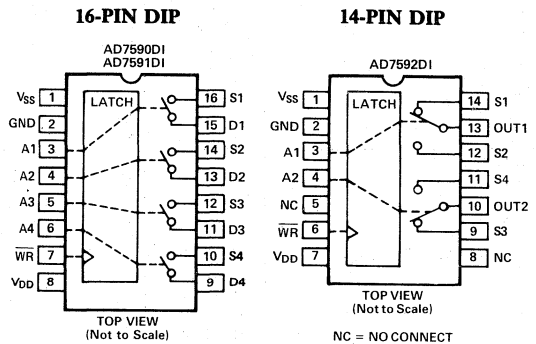 16-PIN DIP
AD7590DI
AD7591DI
LATCH
VSS 1
GND 2
A1 3
A2 4
A3 5
A4 6
WR 7
VDD 8
16 S1
15 D1
14 S2
13 D2
12 S3
11 D3
10 S4
9 D4
TOP VIEW
(Not to Scale)
14-PIN DIP
AD7592DI
LATCH
VSS 1
GND 2
A1 3
A2 4
NC 5
WR 6
VDD 7
14 S1
13 OUT1
12 S2
11 S4
10 OUT2
9 S3
8 NC
TOP VIEW
(Not to Scale)
NC = NO CONNECT